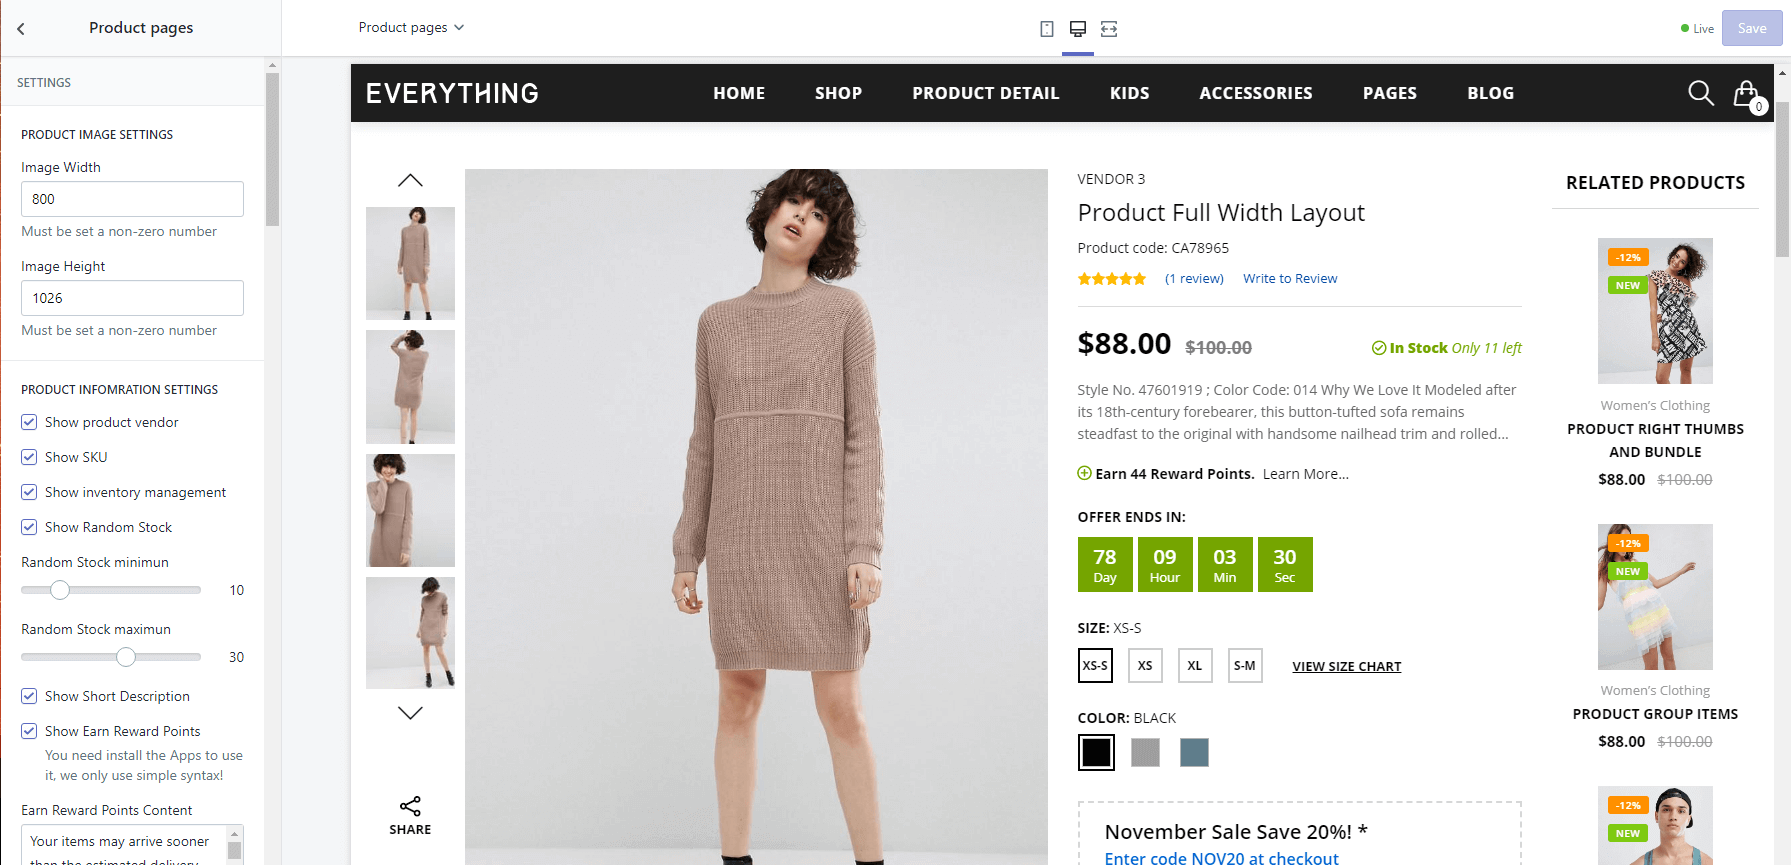 Product pages
Product pages
Live
Save
SETTINGS
PRODUCT IMAGE SETTINGS
Image Width
800
Must be set a non-zero number
Image Height
1026
Must be set a non-zero number
PRODUCT INFOMRATION SETTINGS
Show product vendor
Show SKU
Show inventory management
Show Random Stock
Random Stock minimun
10
Random Stock maximun
30
Show Short Description
Show Earn Reward Points
You need install the Apps to use
it, we only use simple syntax!
Earn Reward Points Content
Your items may arrive sooner
than the estimated delivery
EVERYTHING
HOME SHOP PRODUCT DETAIL KIDS ACCESSORIES PAGES BLOG
0
SHARE
VENDOR 3
Product Full Width Layout
Product code: CA78965
(1 review) Write to Review
$88.00 $100.00
In Stock Only 11 left
Style No. 47601919 ; Color Code: 014 Why We Love It Modeled after
its 18th-century forebearer, this button-tufted sofa remains
steadfast to the original with handsome nailhead trim and rolled...
Earn 44 Reward Points. Learn More...
OFFER ENDS IN:
78 09 03 30
Day Hour Min Sec
SIZE: XS-S
XS-S XS XL S-M VIEW SIZE CHART
COLOR: BLACK
November Sale Save 20%! *
Enter code NOV20 at checkout
RELATED PRODUCTS
-12%
NEW
Women's Clothing
PRODUCT RIGHT THUMBS
AND BUNDLE
$88.00 $100.00
-12%
NEW
Women's Clothing
PRODUCT GROUP ITEMS
$88.00 $100.00
-12%
NEW